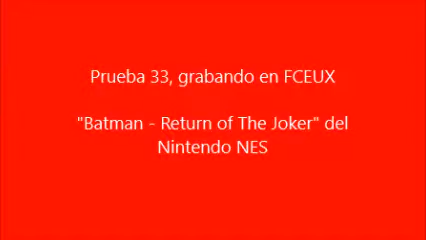 Prueba 33, grabando en FCEUX
"Batman - Return of The Joker" del
Nintendo NES